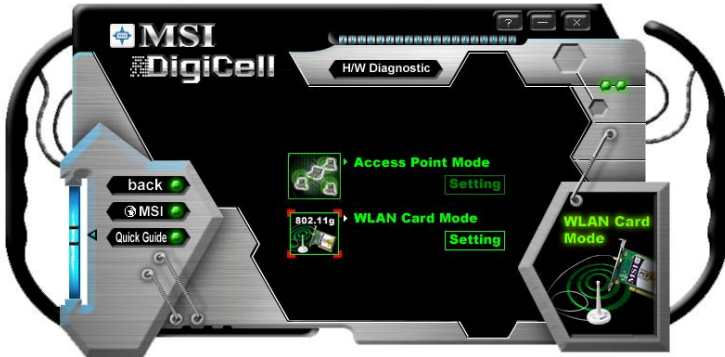 ? — X
MSI
DigiCell
H/W Diagnostic
Access Point Mode
Setting
802.11g
WLAN Card Mode
Setting
back
MSI
Quick Guide
WLAN Card
Mode
MSI